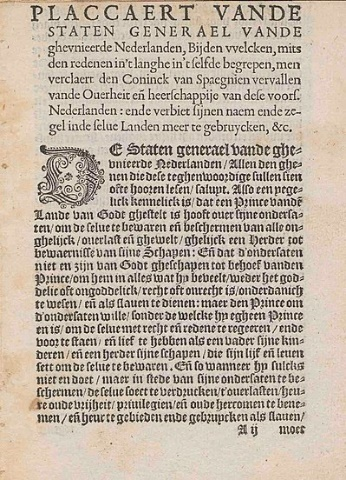 PLACCAERT VANDE
STATEN GENERAEL VANDE
ghevnieerde Nederlanden, Bijden vvelcken, mits
den redenen in't langhe in't selfde begrepen, men
verclaert den Coninck van Spaegnien vervallen
vande Ouerheit eñ heerschappije van dese voors.
Nederlanden: ende verbiet sijnen naem ende ze-
gel inde selue Landen meer te gebruycken, &c.
DE Staten generael vande ghe-
unieerde Nederlanden / Allen den ghe-
nen die dese teghenwoordighe sullen sien
ofte hooren lesen / saluyt. Also een yege-
lick kennelick is / dat een Prince vandē
Lande van Godt ghestelt is hooft ouer sijne ondersa-
ten / om de selue te bewaren eñ beschermen van alle on-
ghelijck / ouerlast eñ ghewelt / ghelijck een Herder tot
bewaernisse van sijne Schapen: Eñ dat d'ondersaten
niet en zijn van Godt gheschapen tot behoef vanden
Prince / om hem in alles wat hy beueelt / weder het god-
delick oft ongoddelick / recht oft onrecht is / onderdanich
te wesen / eñ als slauen te dienen: maer den Prince om
d'ondersaten wille / sonder de welcke hy egheen Prince
en is / om de selue met recht eñ redene te regeeren / ende
voor te staen / eñ lief te hebben als een vader sijne kin-
deren / eñ een herder sijne schapen / die sijn lijf eñ leuen
sett om de selue te bewaren. Eñ so wanneer hy sulcks
niet en doet / maer in stede van sijne ondersaten te be-
schermen / de selue soect te verdrucken / t'ouerlasten / heu-
re oude vrijheit / priuilegien / eñ oude hercomen te bene-
men / eñ heur te gebieden ende gebruycken als slauen /
A ij moet